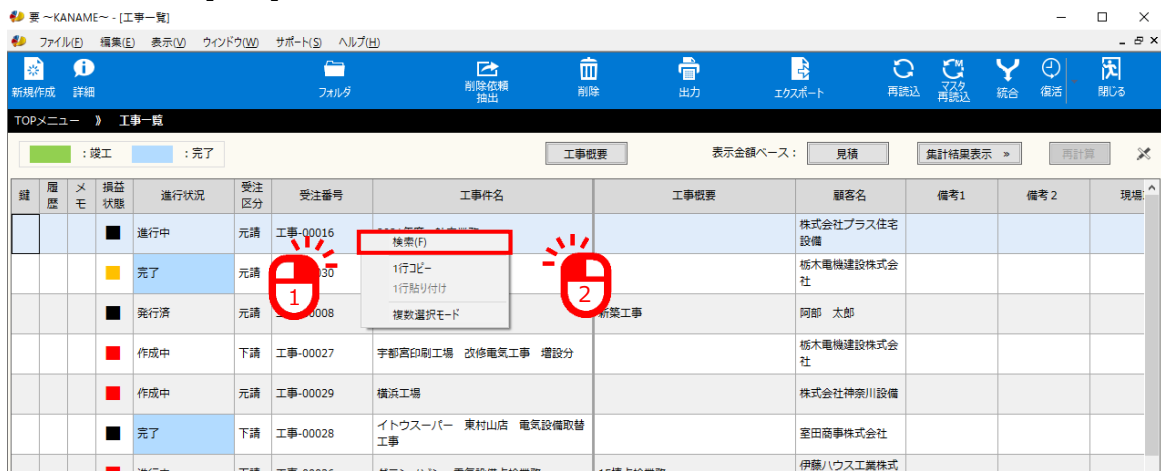 要 ～KANAME～ - [工事一覧]
ファイル(F) 編集(E) 表示(V) ウインドウ(W) サポート(S) ヘルプ(H)
新規作成 詳細 フォルダ 削除依頼抽出 削除 出力 エクスポート 再読込 マスタ再読込 統合 復活 閉じる
TOPメニュー 》 工事一覧
：竣工 ：完了 工事概要 表示金額ベース： 見積 集計結果表示 » 再計算
鍵 履歴 メモ 損益状態 進行状況 受注区分 受注番号 工事件名 工事概要 顧客名 備考1 備考2
進行中 元請 工事-00016 株式会社プラス住宅設備
検索(F)
1行コピー
1行貼り付け
複数選択モード
1
2
完了 元請 栃木電機建設株式会社
発行済 元請 新築工事 阿部 太郎
作成中 下請 工事-00027 宇都宮印刷工場 改修電気工事 増設分 栃木電機建設株式会社
作成中 元請 工事-00029 横浜工場 株式会社神奈川設備
完了 下請 工事-00028 イトウスーパー 東村山店 電気設備取替工事 室田商事株式会社
伊藤ハウス工業株式